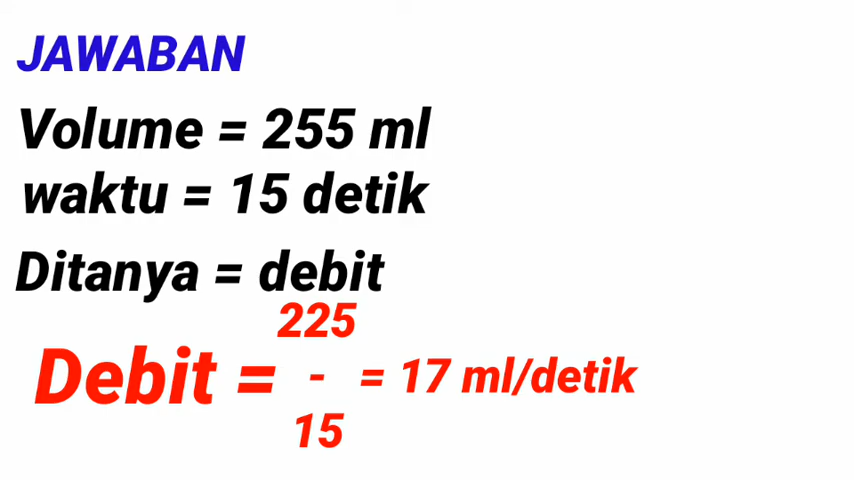 JAWABAN
Volume = 255 ml
waktu = 15 detik
Ditanya = debit
225
Debit = - = 17 ml/detik
15